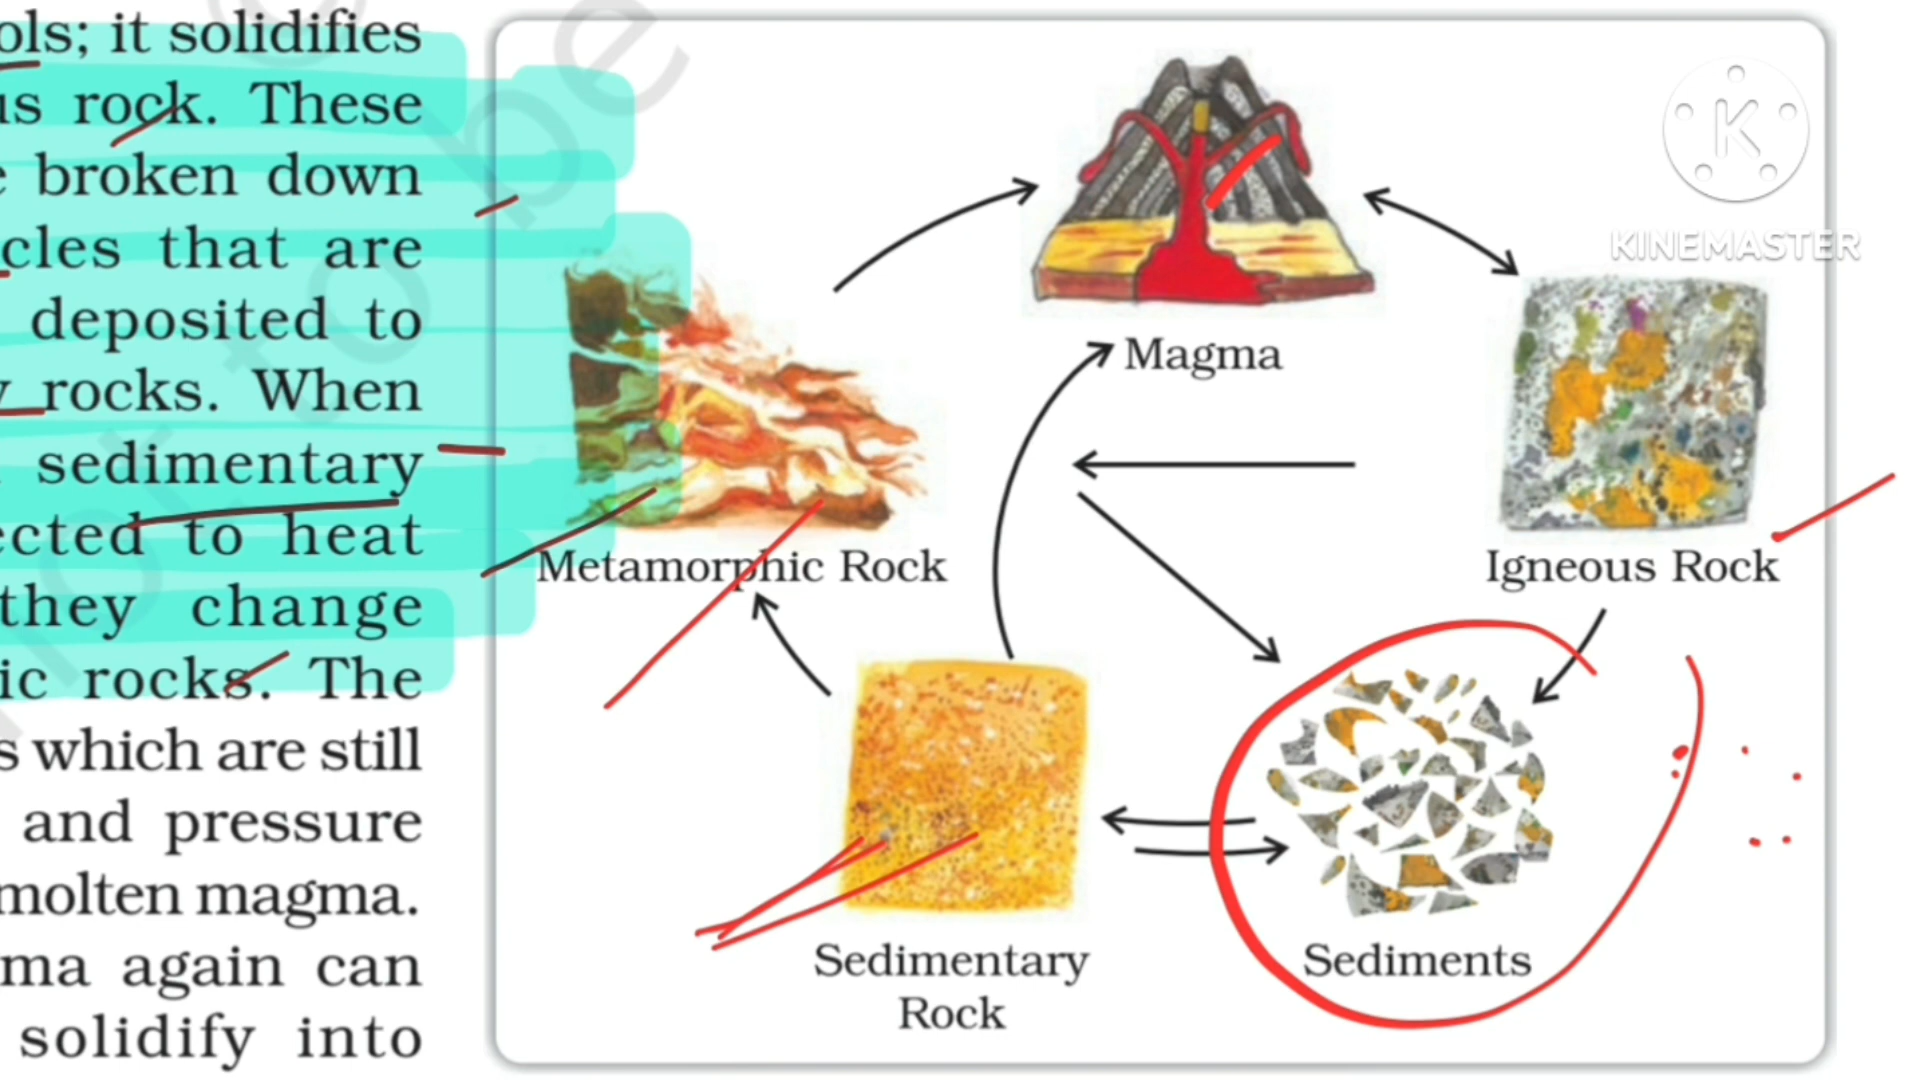 ols; it solidifies
us rock. These
e broken down
cles that are
deposited to
y rocks. When
sedimentary
ected to heat
they change
ic rocks. The
s which are still
and pressure
molten magma.
ma again can
solidify into
K
KINEMASTER
Magma
Metamorphic Rock
Igneous Rock
Sedimentary
Rock
Sediments